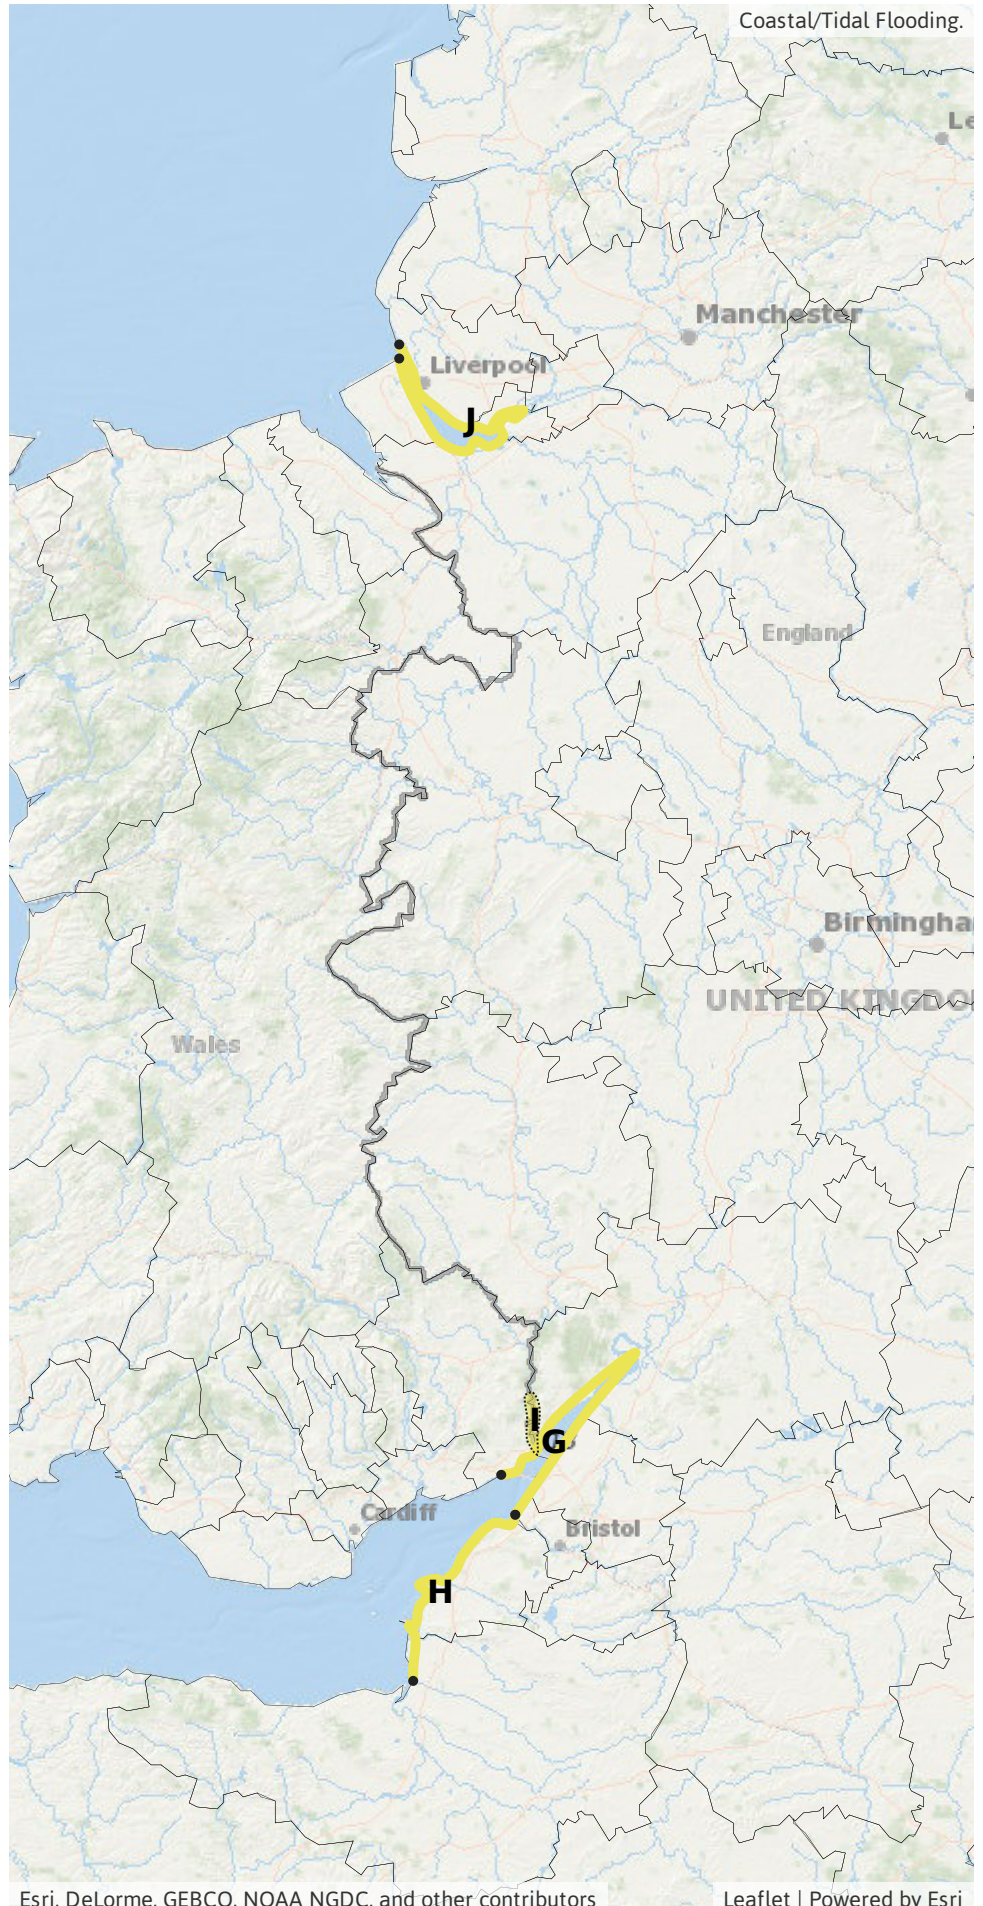 Coastal/Tidal Flooding.
Le
Manchester
Liverpool
J
England
Birmingha
UNITED KINGDO
Wales
I
G
Cardiff
Bristol
H
Esri, DeLorme, GEBCO, NOAA NGDC, and other contributors
Leaflet | Powered by Esri